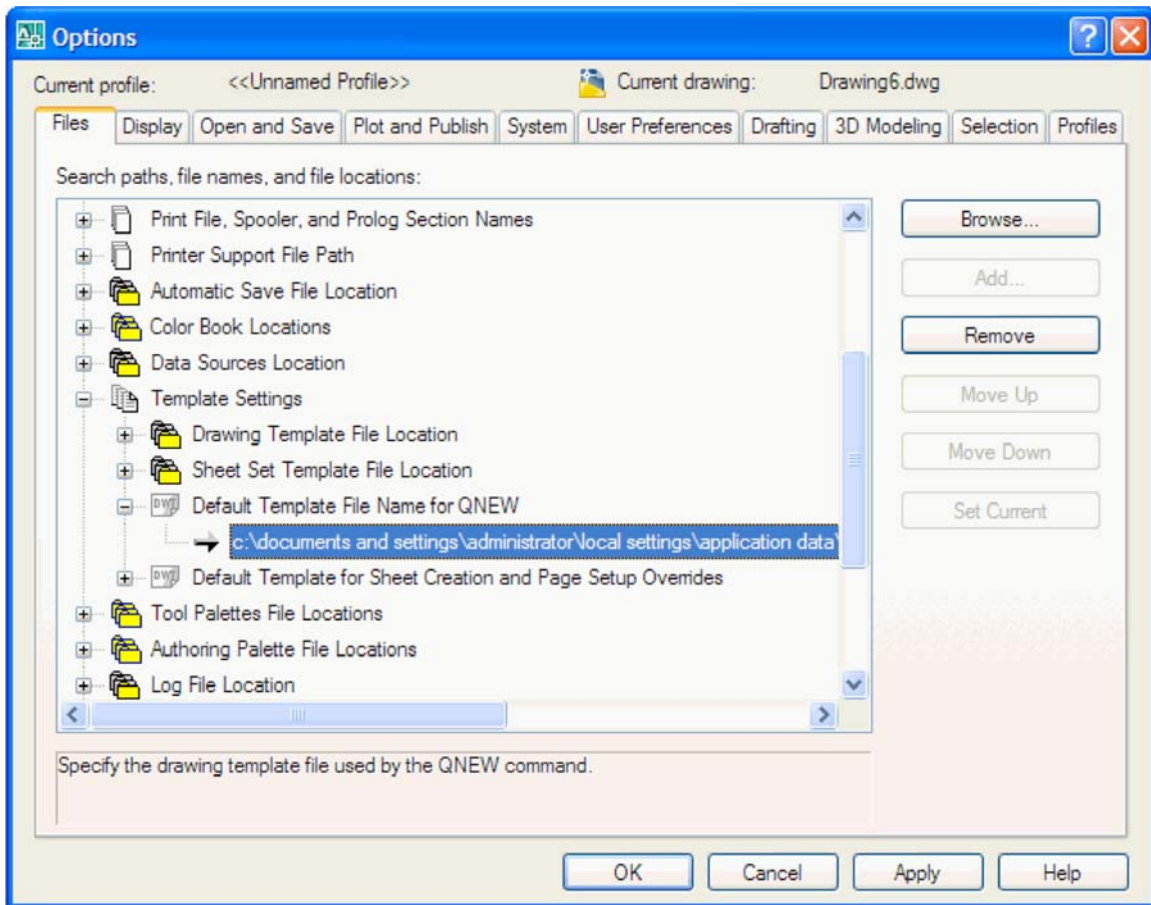 Options
Current profile: <<Unnamed Profile>> Current drawing: Drawing6.dwg
Files Display Open and Save Plot and Publish System User Preferences Drafting 3D Modeling Selection Profiles
Search paths, file names, and file locations:
Print File, Spooler, and Prolog Section Names
Browse...
Printer Support File Path
Add...
Automatic Save File Location
Color Book Locations
Remove
Data Sources Location
Template Settings
Move Up
Drawing Template File Location
Move Down
Sheet Set Template File Location
Default Template File Name for QNEW
Set Current
c:\documents and settings\administrator\local settings\application data\
Default Template for Sheet Creation and Page Setup Overrides
Tool Palettes File Locations
Authoring Palette File Locations
Log File Location
Specify the drawing template file used by the QNEW command.
OK Cancel Apply Help